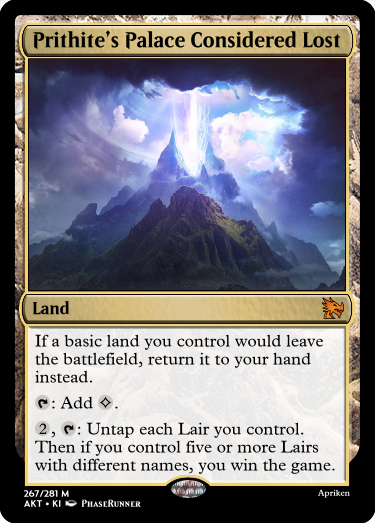 Prithite's Palace Considered Lost
Land
If a basic land you control would leave
the battlefield, return it to your hand
instead.
: Add .
2, : Untap each Lair you control.
Then if you control five or more Lairs
with different names, you win the game.
267/281 M
AKT • KI PhaseRunner
Apriken